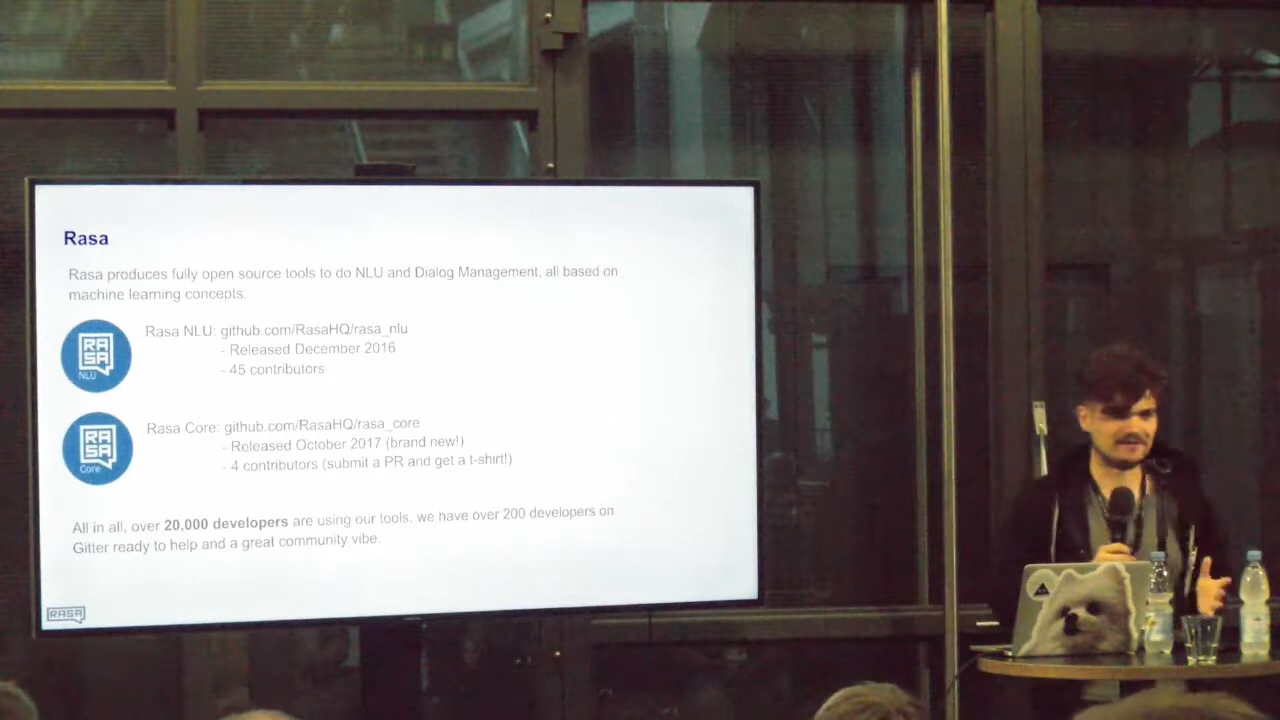 Rasa
Rasa produces fully open source tools to do NLU and Dialog Management, all based on
machine learning concepts.
RASA
NLU
Rasa NLU: github.com/RasaHQ/rasa_nlu
- Released December 2016
- 45 contributors
RASA
Core
Rasa Core: github.com/RasaHQ/rasa_core
- Released October 2017 (brand new!)
- 4 contributors (submit a PR and get a t-shirt!)
All in all, over 20,000 developers are using our tools, we have over 200 developers on
Gitter ready to help and a great community vibe.
RASA